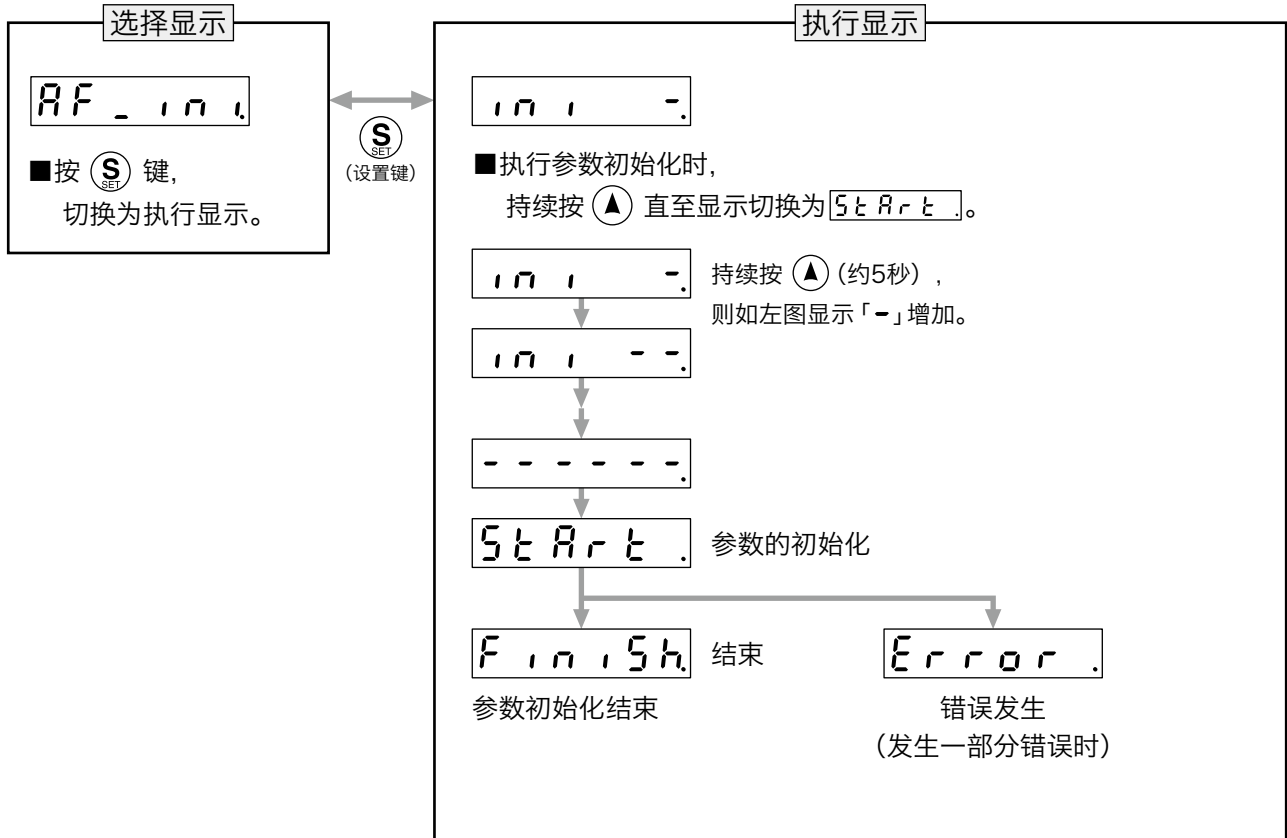 选择显示
AF_ini.
■按 S SET 键,
切换为执行显示。
S SET
(设置键)
执行显示
ini -.
■执行参数初始化时,
持续按 ▲ 直至显示切换为 StArt .。
ini -.
持续按 ▲ (约5秒) ,
则如左图显示「-」增加。
ini --.
------.
StArt .
参数的初始化
FiniSh.
结束
Error .
参数初始化结束
错误发生
(发生一部分错误时)